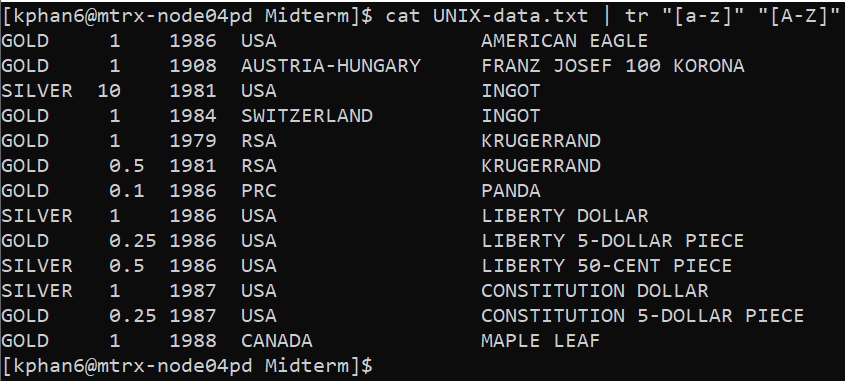 [kphan6@mtrx-node04pd Midterm]$ cat UNIX-data.txt | tr "[a-z]" "[A-Z]"
GOLD     1    1986  USA                 AMERICAN EAGLE
GOLD     1    1908  AUSTRIA-HUNGARY     FRANZ JOSEF 100 KORONA
SILVER  10    1981  USA                 INGOT
GOLD     1    1984  SWITZERLAND         INGOT
GOLD     1    1979  RSA                 KRUGERRAND
GOLD     0.5  1981  RSA                 KRUGERRAND
GOLD     0.1  1986  PRC                 PANDA
SILVER   1    1986  USA                 LIBERTY DOLLAR
GOLD     0.25 1986  USA                 LIBERTY 5-DOLLAR PIECE
SILVER   0.5  1986  USA                 LIBERTY 50-CENT PIECE
SILVER   1    1987  USA                 CONSTITUTION DOLLAR
GOLD     0.25 1987  USA                 CONSTITUTION 5-DOLLAR PIECE
GOLD     1    1988  CANADA              MAPLE LEAF
[kphan6@mtrx-node04pd Midterm]$